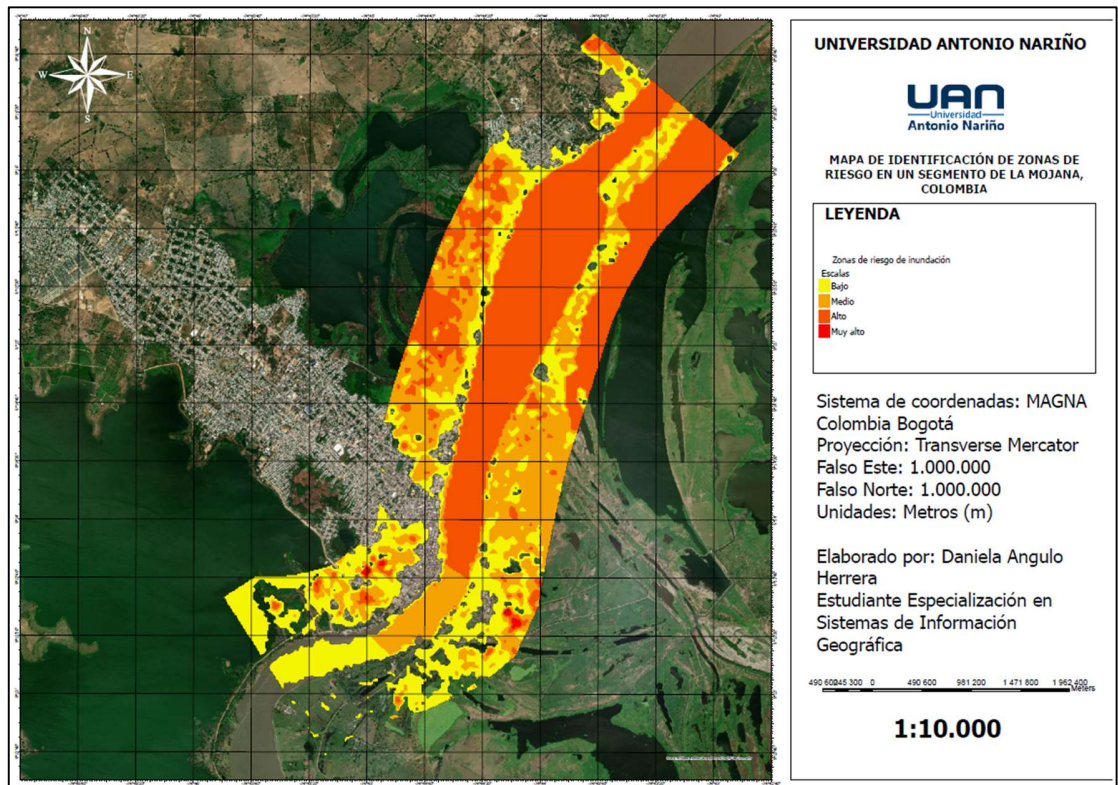 N
W
E
S
UNIVERSIDAD ANTONIO NARIÑO
UAN
Universidad
Antonio Nariño
MAPA DE IDENTIFICACIÓN DE ZONAS DE
RIESGO EN UN SEGMENTO DE LA MOJANA,
COLOMBIA
LEYENDA
Zonas de riesgo de inundación
Escalas
Bajo
Medio
Alto
Muy alto
Sistema de coordenadas: MAGNA
Colombia Bogotá
Proyección: Transverse Mercator
Falso Este: 1.000.000
Falso Norte: 1.000.000
Unidades: Metros (m)
Elaborado por: Daniela Angulo
Herrera
Estudiante Especialización en
Sistemas de Información
Geográfica
0 490 600 981 200 1 471 800 1 962 400
Meters
1:10.000